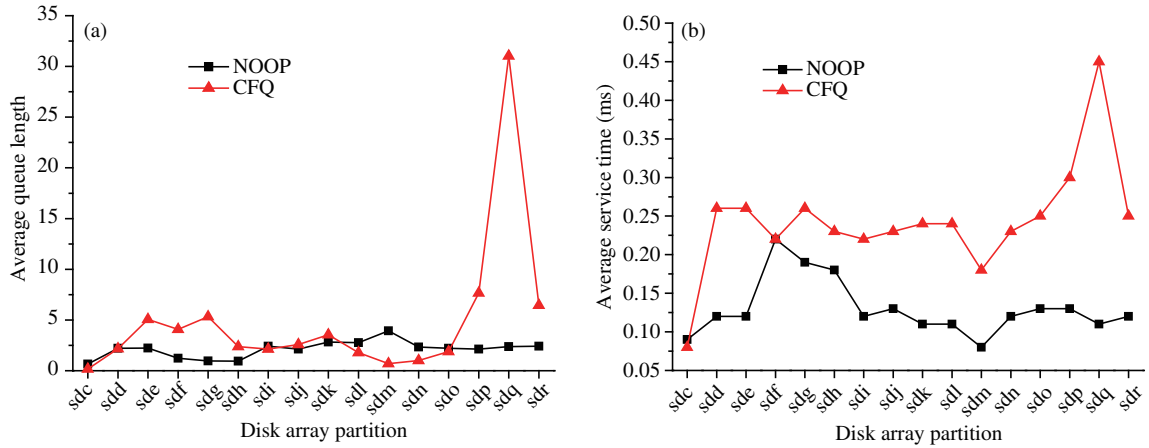 (a)
NOOP
CFQ
Average queue length
35
30
25
20
15
10
5
0
sdc sdd sde sdf sdg sdh sdi sdj sdk sdl sdm sdn sdo sdp sdq sdr
Disk array partition
(b)
NOOP
CFQ
Average service time (ms)
0.50
0.45
0.40
0.35
0.30
0.25
0.20
0.15
0.10
0.05
sdc sdd sde sdf sdg sdh sdi sdj sdk sdl sdm sdn sdo sdp sdq sdr
Disk array partition